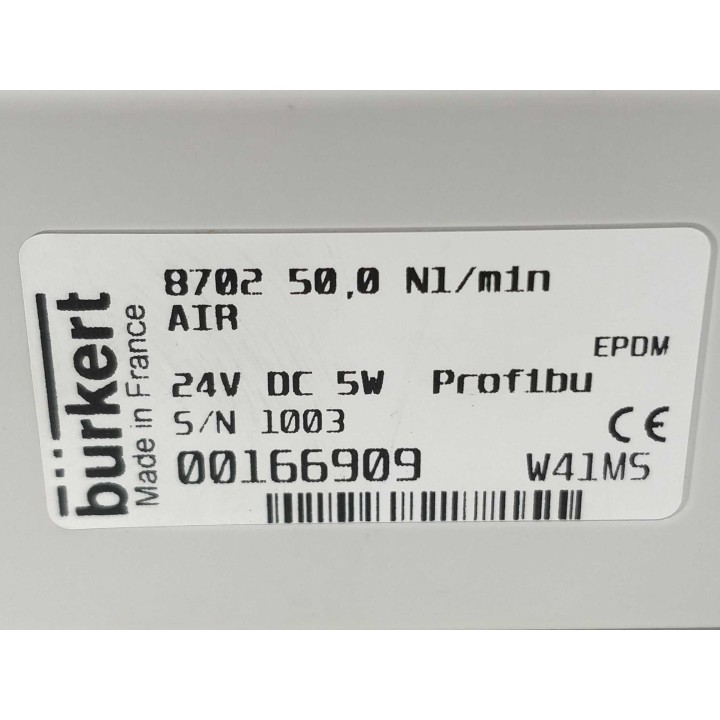 bürkert
Made in France
8702 50,0 Nl/min
AIR
EPDM
24V DC 5W Profibu
S/N 1003
CE
00166909 W41MS